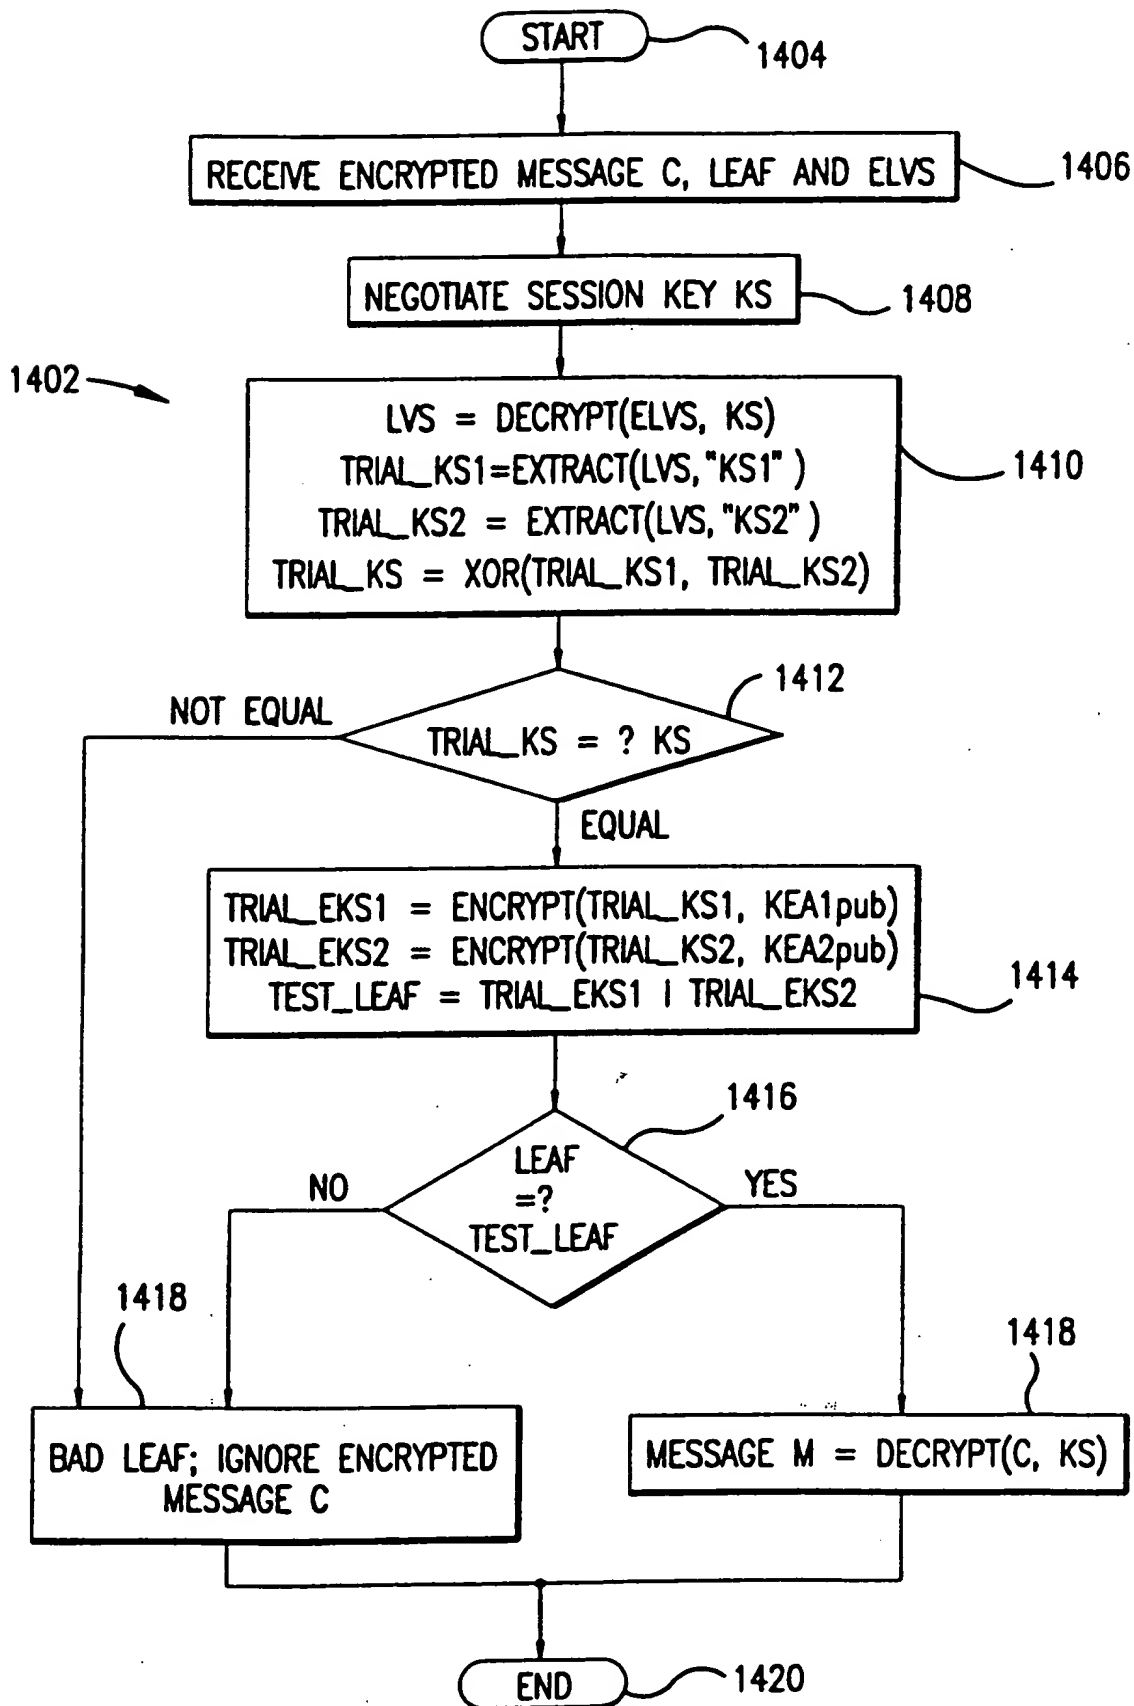 START
1404
RECEIVE ENCRYPTED MESSAGE C, LEAF AND ELVS
1406
NEGOTIATE SESSION KEY KS
1408
1402
LVS = DECRYPT(ELVS, KS)
TRIAL_KS1=EXTRACT(LVS,"KS1" )
TRIAL_KS2 = EXTRACT(LVS,"KS2" )
TRIAL_KS = XOR(TRIAL_KS1, TRIAL_KS2)
1410
1412
NOT EQUAL
TRIAL_KS = ? KS
EQUAL
TRIAL_EKS1 = ENCRYPT(TRIAL_KS1, KEA1pub)
TRIAL_EKS2 = ENCRYPT(TRIAL_KS2, KEA2pub)
TEST_LEAF = TRIAL_EKS1 | TRIAL_EKS2
1414
1416
LEAF
=?
TEST_LEAF
NO
YES
1418
1418
BAD LEAF; IGNORE ENCRYPTED
MESSAGE C
MESSAGE M = DECRYPT(C, KS)
END
1420